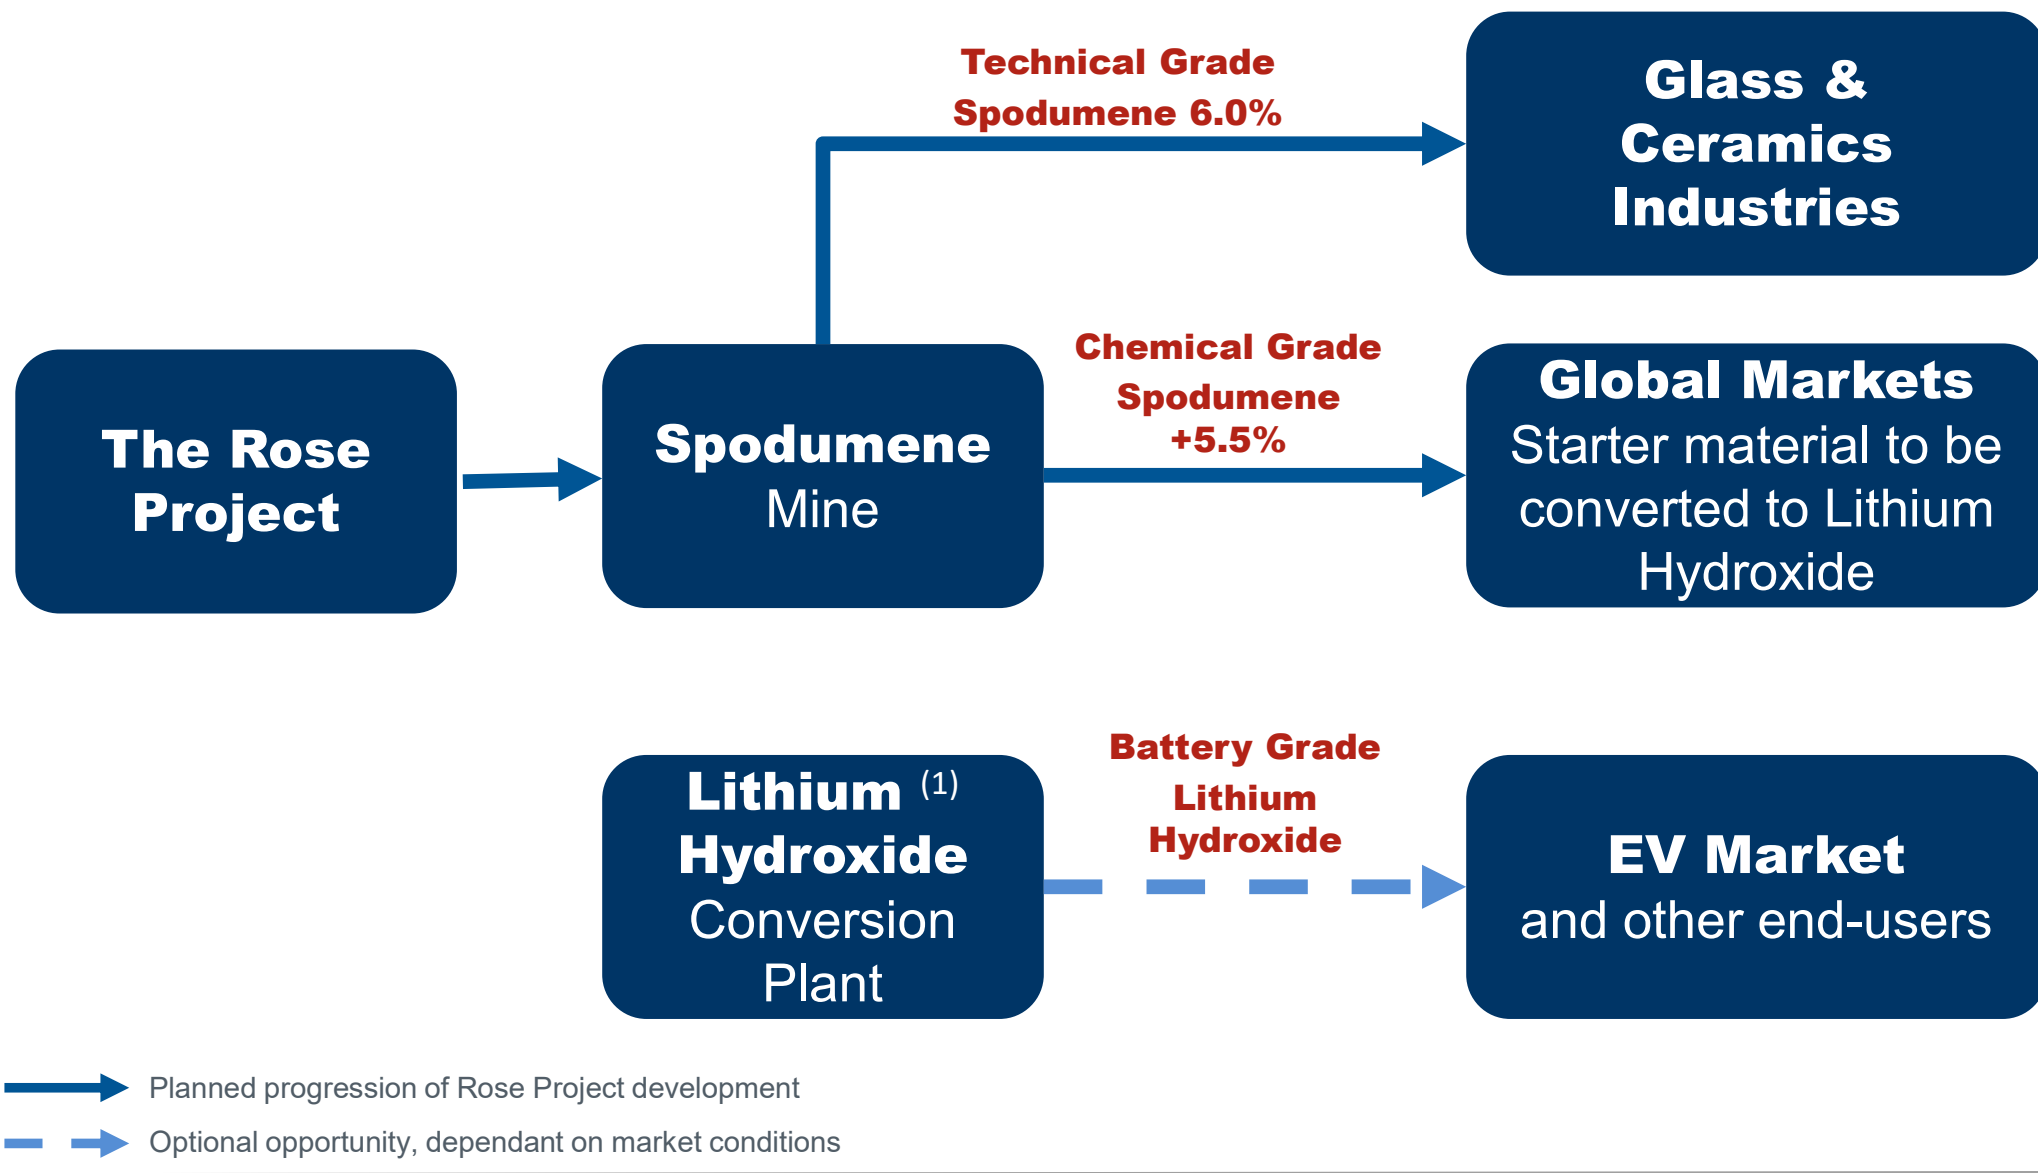 Technical Grade
Spodumene 6.0%
Glass &
Ceramics
Industries
The Rose
Project
Spodumene
Mine
Chemical Grade
Spodumene
+5.5%
Global Markets
Starter material to be
converted to Lithium
Hydroxide
Lithium (1)
Hydroxide
Conversion
Plant
Battery Grade
Lithium
Hydroxide
EV Market
and other end-users
Planned progression of Rose Project development
Optional opportunity, dependant on market conditions